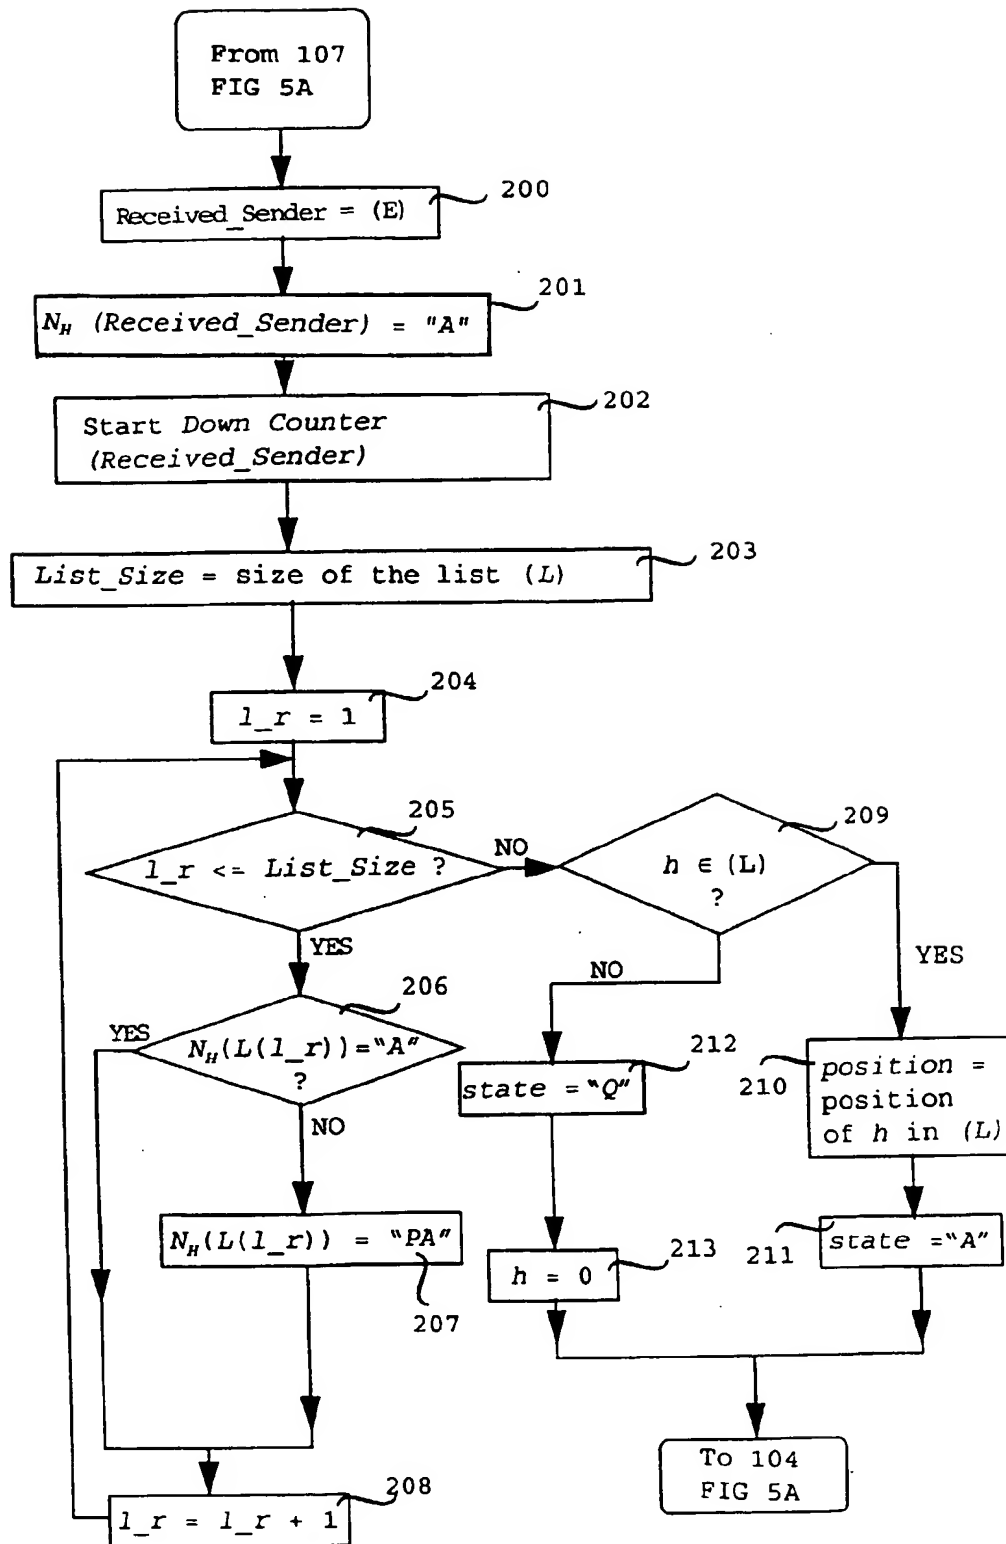 From 107
FIG 5A
200
Received_Sender = (E)
201
N_H (Received_Sender) = "A"
202
Start Down Counter
(Received_Sender)
203
List_Size = size of the list (L)
204
l_r = 1
205
l_r <= List_Size ?
NO
209
h ∈ (L)
?
YES
NO
YES
206
YES
N_H(L(l_r))="A"
?
NO
212
state ="Q"
210
position =
position
of h in (L)
N_H(L(l_r)) = "PA"
207
213
h = 0
211
state ="A"
To 104
FIG 5A
208
l_r = l_r + 1